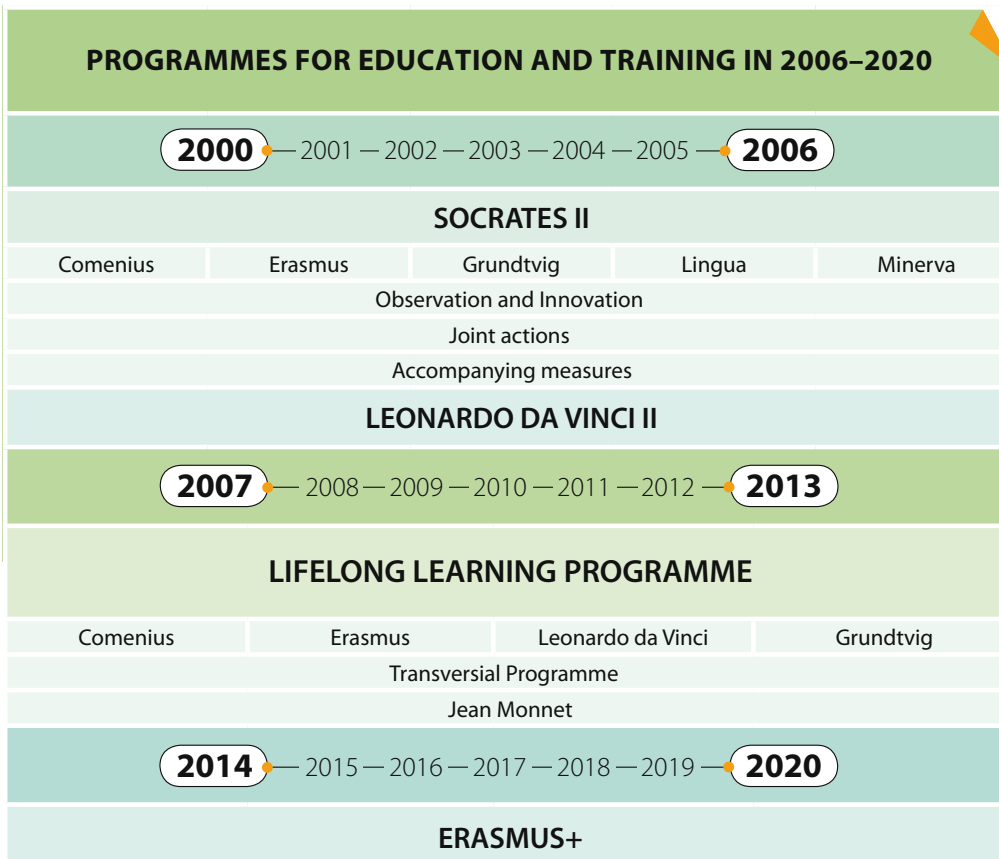 PROGRAMMES FOR EDUCATION AND TRAINING IN 2006–2020
2000 — 2001 — 2002 — 2003 — 2004 — 2005 — 2006
SOCRATES II
Comenius Erasmus Grundtvig Lingua Minerva
Observation and Innovation
Joint actions
Accompanying measures
LEONARDO DA VINCI II
2007 — 2008 — 2009 — 2010 — 2011 — 2012 — 2013
LIFELONG LEARNING PROGRAMME
Comenius Erasmus Leonardo da Vinci Grundtvig
Transversial Programme
Jean Monnet
2014 — 2015 — 2016 — 2017 — 2018 — 2019 — 2020
ERASMUS+